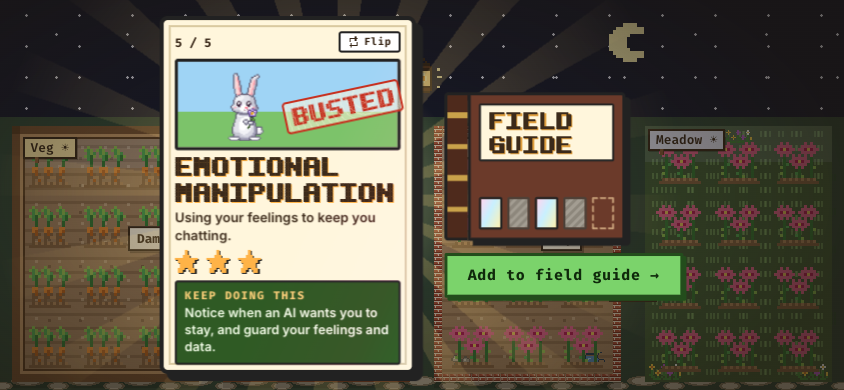 5 / 5
Flip
BUSTED
EMOTIONAL
MANIPULATION
Using your feelings to keep you
chatting.
KEEP DOING THIS
Notice when an AI wants you to
stay, and guard your feelings and
data.
FIELD
GUIDE
Add to field guide →
Veg ☀
Dam
Meadow ☀